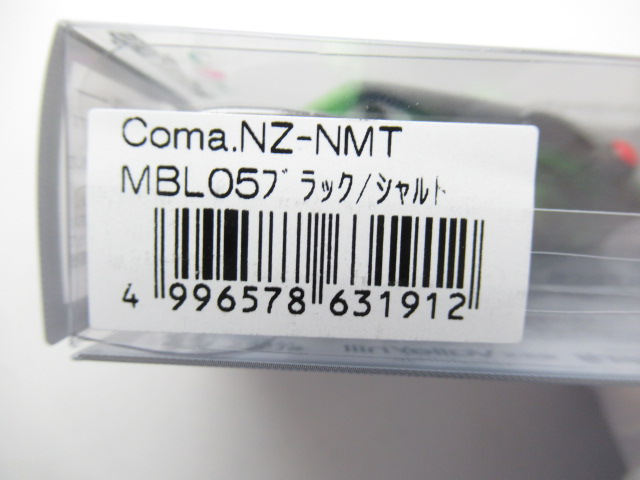 Coma.NZ-NMT
MBL05ﾌﾞﾗｯｸ/ｼｬﾙﾄ
4 996578 631912